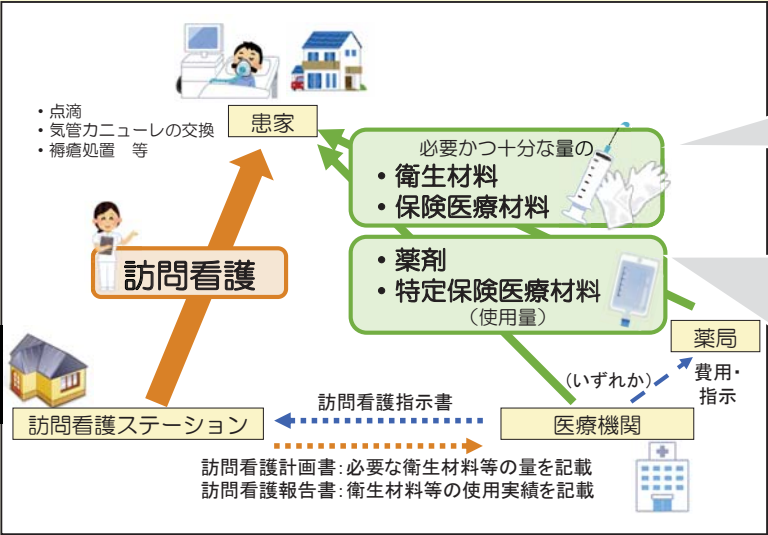 ・点滴
・気管カニューレの交換
・褥瘡処置　等
患家
必要かつ十分な量の
・衛生材料
・保険医療材料
訪問看護
・薬剤
・特定保険医療材料
（使用量）
薬局
（いずれか）
費用・
指示
訪問看護指示書
訪問看護ステーション
医療機関
訪問看護計画書：必要な衛生材料等の量を記載
訪問看護報告書：衛生材料等の使用実績を記載